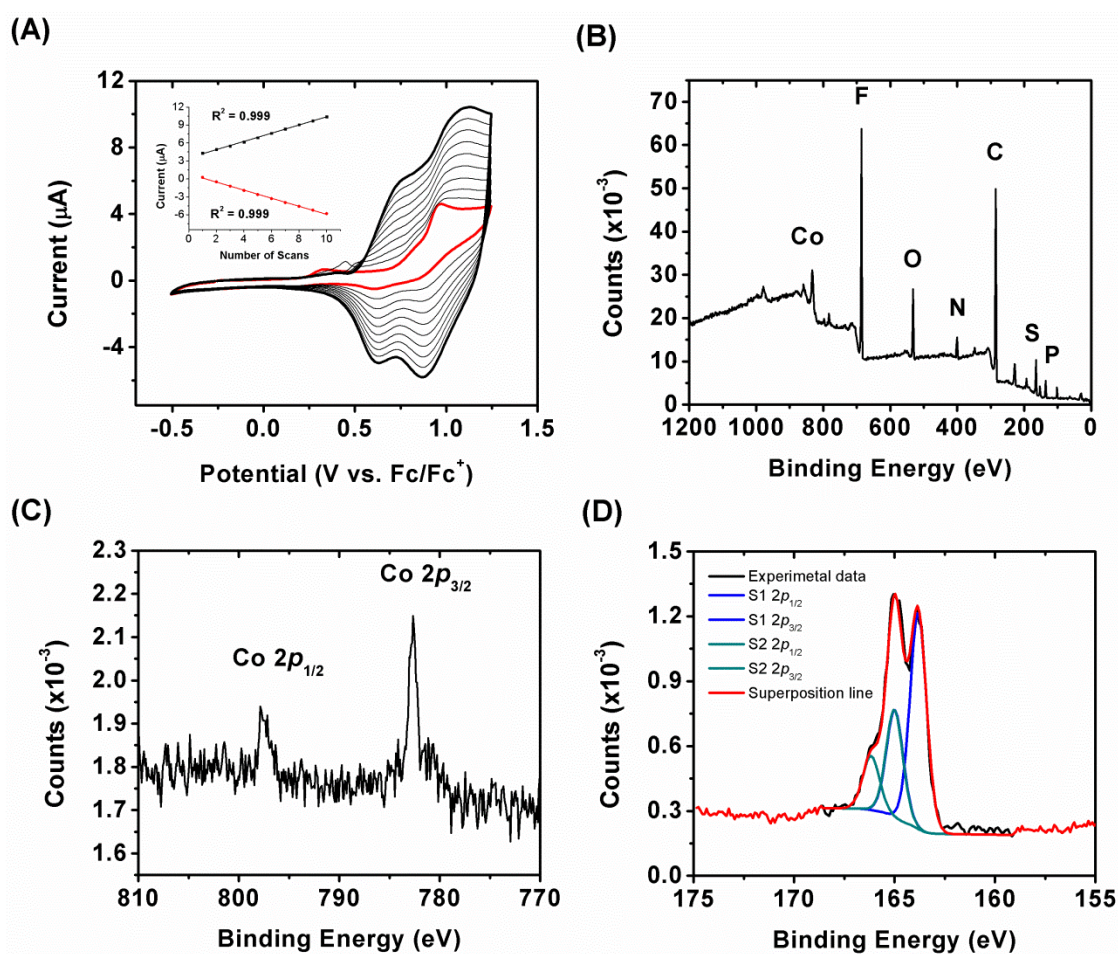 (A)
12
8
4
0
-4
-0.5 0.0 0.5 1.0 1.5
Current (μA)
Potential (V vs. Fc/Fc⁺)
12
9
6
3
0
-3
-6
0 2 4 6 8 10
R² = 0.999
R² = 0.999
Current (μA)
Number of Scans
(B)
70
60
50
40
30
20
10
0
1200 1000 800 600 400 200 0
Counts (x10⁻³)
Binding Energy (eV)
Co
F
O
N
C
S
P
(C)
2.3
2.2
2.1
2.0
1.9
1.8
1.7
1.6
810 800 790 780 770
Counts (x10⁻³)
Binding Energy (eV)
Co 2p₁/₂
Co 2p₃/₂
(D)
1.5
1.2
0.9
0.6
0.3
0.0
175 170 165 160 155
Counts (x10⁻³)
Binding Energy (eV)
Experimetal data
S1 2p₁/₂
S1 2p₃/₂
S2 2p₁/₂
S2 2p₃/₂
Superposition line